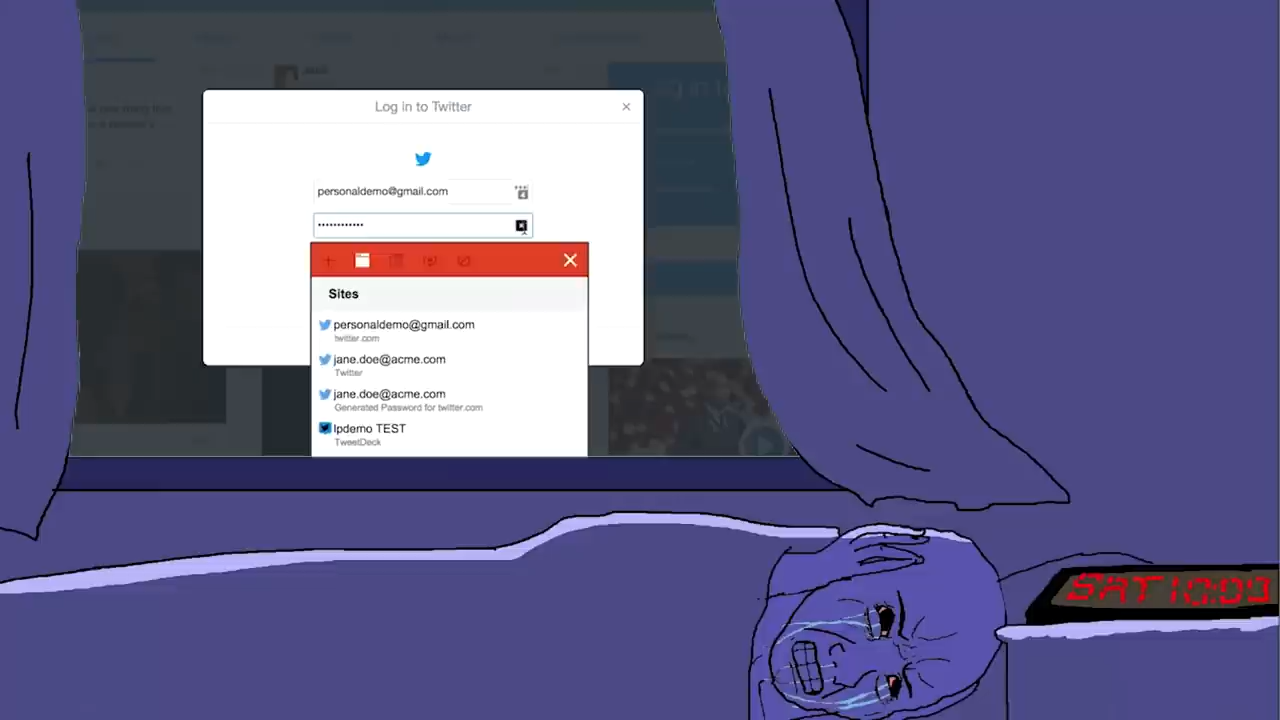 Log in to Twitter
personaldemo@gmail.com
Sites
personaldemo@gmail.com
twitter.com
jane.doe@acme.com
Twitter
jane.doe@acme.com
Generated Password for twitter.com
lpdemo TEST
TweetDeck
SAT 10:00